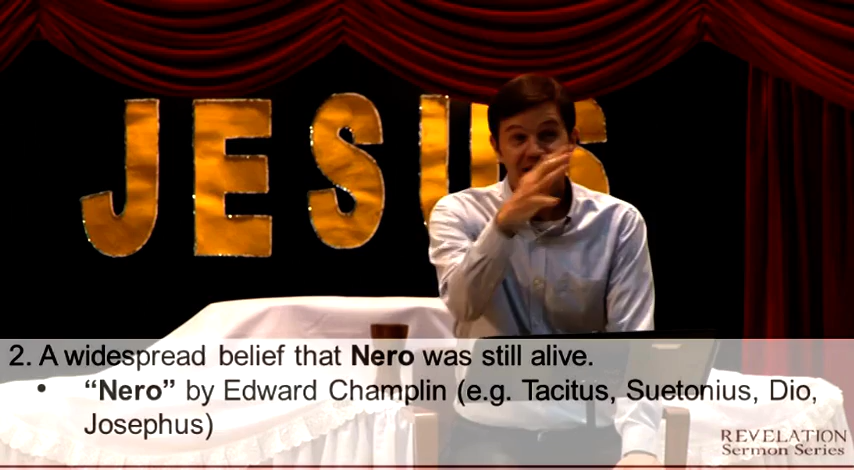 JESUS
2. A widespread belief that Nero was still alive.
• “Nero” by Edward Champlin (e.g. Tacitus, Suetonius, Dio,
Josephus)
REVELATION
Sermon Series